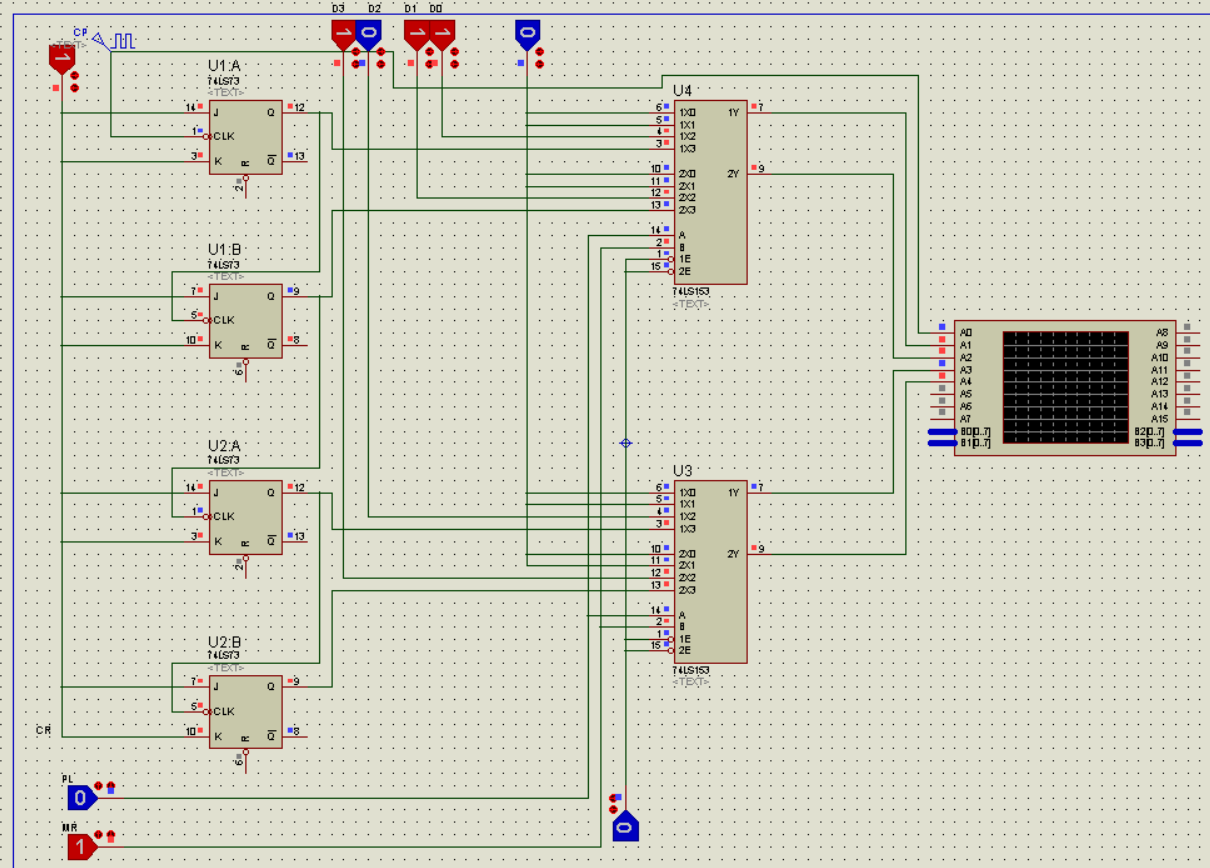 D3 D2 D1 D0
CP
<TEXT>
1
1
0
1
1
0
U1:A
74LS73
<TEXT>
14 J Q 12
1 CLK
3 K R Q 13
2
U4
6 1X0 1Y 7
5 1X1
4 1X2
3 1X3
10 2X0 2Y 9
11 2X1
12 2X2
13 2X3
14 A
2 B
1 1E
15 2E
74LS153
<TEXT>
U1:B
74LS73
<TEXT>
7 J Q 9
5 CLK
10 K R Q 8
6
A0 A8
A1 A9
A2 A10
A3 A11
A4 A12
A5 A13
A6 A14
A7 A15
B0[0..7] B2[0..7]
B1[0..7] B3[0..7]
U2:A
74LS73
<TEXT>
14 J Q 12
1 CLK
3 K R Q 13
2
U3
6 1X0 1Y 7
5 1X1
4 1X2
3 1X3
10 2X0 2Y 9
11 2X1
12 2X2
13 2X3
14 A
2 B
1 1E
15 2E
74LS153
<TEXT>
U2:B
74LS73
<TEXT>
7 J Q 9
5 CLK
10 K R Q 8
6
CR
PL
0
MR
1
0